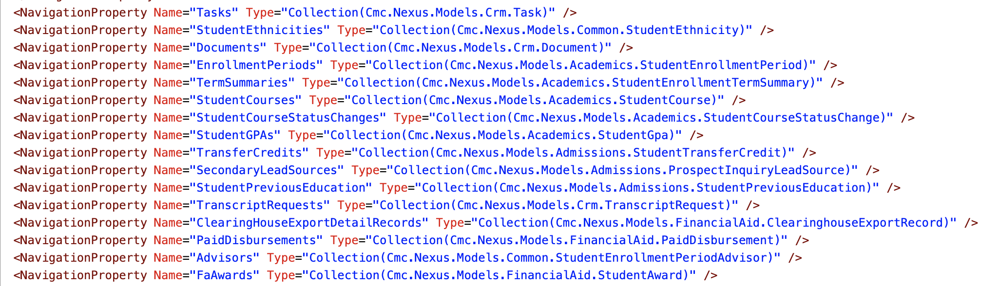 <NavigationProperty Name="Tasks" Type="Collection(Cmc.Nexus.Models.Crm.Task)" />
<NavigationProperty Name="StudentEthnicities" Type="Collection(Cmc.Nexus.Models.Common.StudentEthnicity)" />
<NavigationProperty Name="Documents" Type="Collection(Cmc.Nexus.Models.Crm.Document)" />
<NavigationProperty Name="EnrollmentPeriods" Type="Collection(Cmc.Nexus.Models.Academics.StudentEnrollmentPeriod)" />
<NavigationProperty Name="TermSummaries" Type="Collection(Cmc.Nexus.Models.Academics.StudentEnrollmentTermSummary)" />
<NavigationProperty Name="StudentCourses" Type="Collection(Cmc.Nexus.Models.Academics.StudentCourse)" />
<NavigationProperty Name="StudentCourseStatusChanges" Type="Collection(Cmc.Nexus.Models.Academics.StudentCourseStatusChange)" />
<NavigationProperty Name="StudentGPAs" Type="Collection(Cmc.Nexus.Models.Academics.StudentGpa)" />
<NavigationProperty Name="TransferCredits" Type="Collection(Cmc.Nexus.Models.Admissions.StudentTransferCredit)" />
<NavigationProperty Name="SecondaryLeadSources" Type="Collection(Cmc.Nexus.Models.Admissions.ProspectInquiryLeadSource)" />
<NavigationProperty Name="StudentPreviousEducation" Type="Collection(Cmc.Nexus.Models.Admissions.StudentPreviousEducation)" />
<NavigationProperty Name="TranscriptRequests" Type="Collection(Cmc.Nexus.Models.Crm.TranscriptRequest)" />
<NavigationProperty Name="ClearingHouseExportDetailRecords" Type="Collection(Cmc.Nexus.Models.FinancialAid.ClearinghouseExportRecord)" />
<NavigationProperty Name="PaidDisbursements" Type="Collection(Cmc.Nexus.Models.FinancialAid.PaidDisbursement)" />
<NavigationProperty Name="Advisors" Type="Collection(Cmc.Nexus.Models.Common.StudentEnrollmentPeriodAdvisor)" />
<NavigationProperty Name="FaAwards" Type="Collection(Cmc.Nexus.Models.FinancialAid.StudentAward)" />